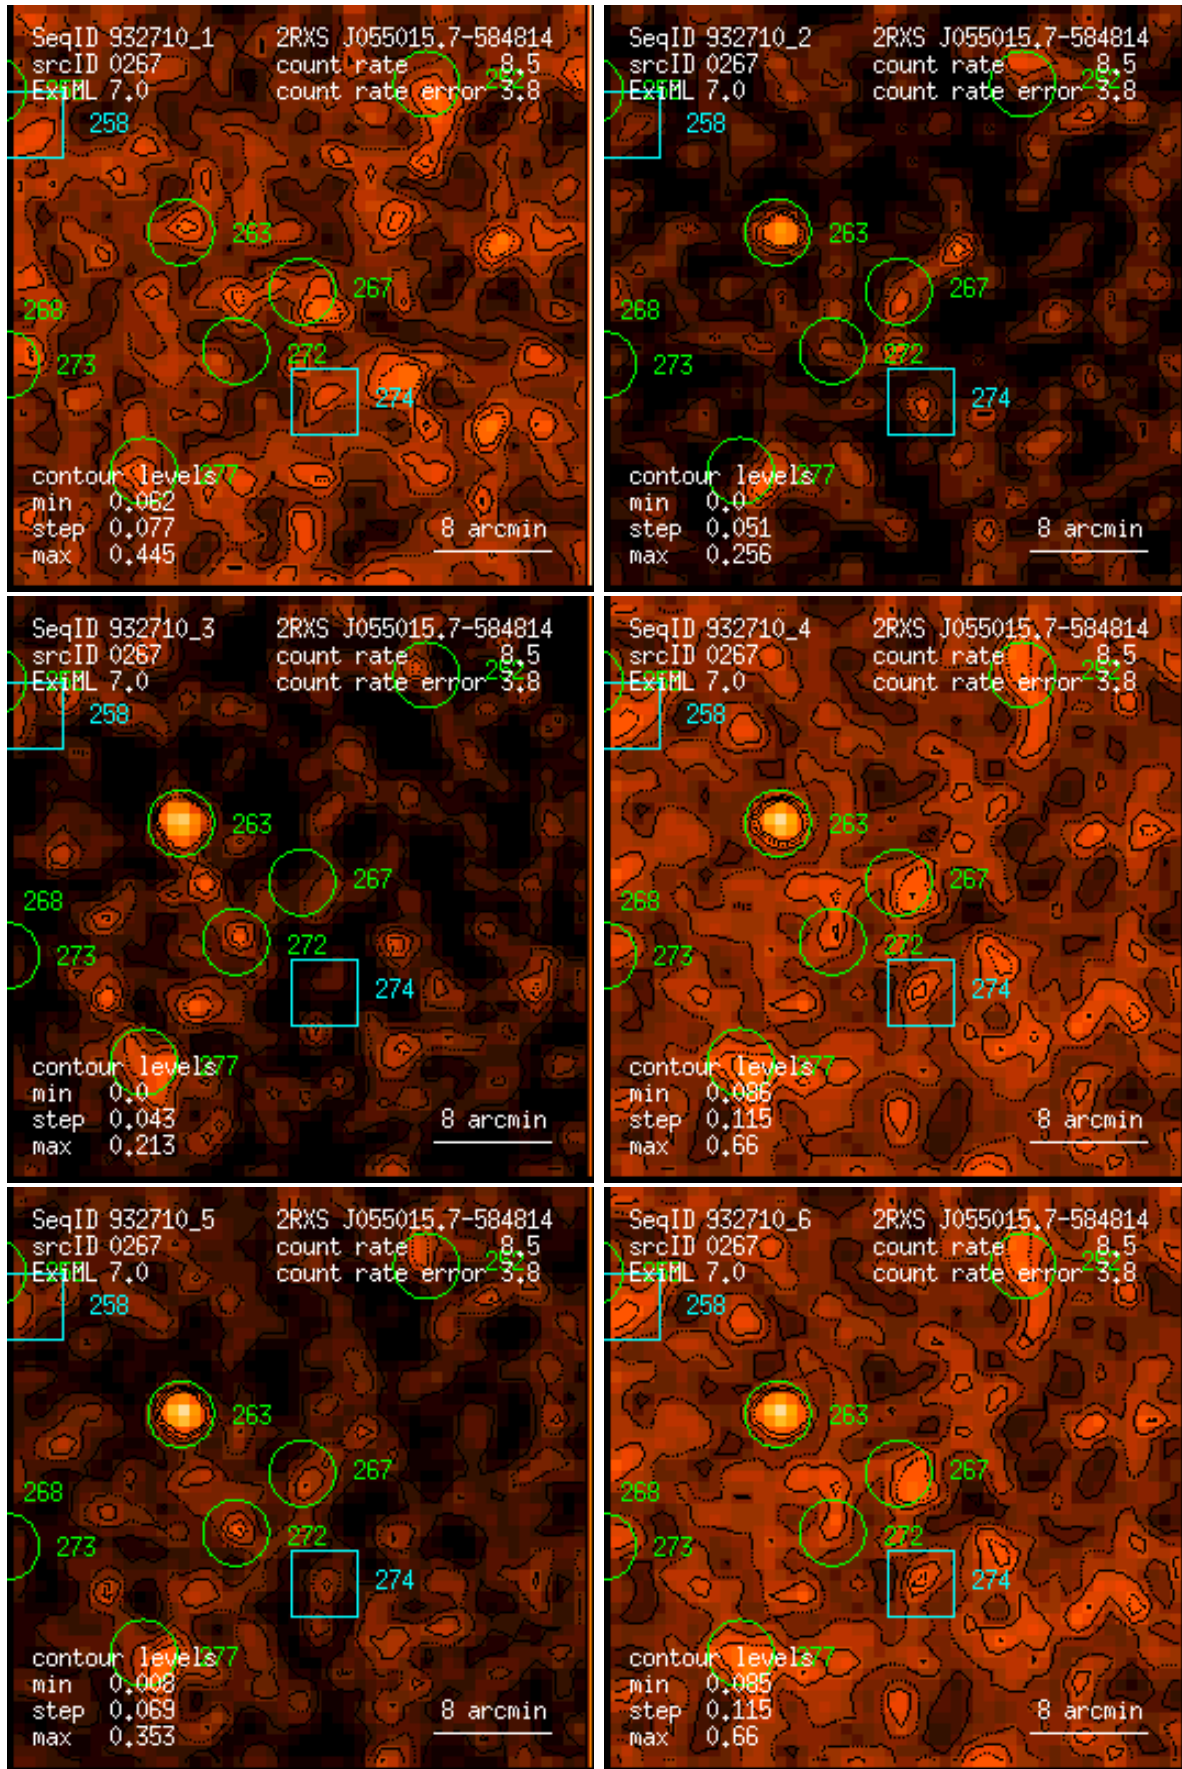 SeqID 932710_1 2RXS J055015.7-584814
srcID 0267 count rate 8.5
ExiML 7.0 count rate error 3.8
252
258
263
267
268
272
273
274
277
contour levels
min 0.062
step 0.077
max 0.445
8 arcmin
SeqID 932710_2 2RXS J055015.7-584814
srcID 0267 count rate 8.5
ExiML 7.0 count rate error 3.8
258
263
267
268
272
273
274
277
contour levels
min 0.0
step 0.051
max 0.256
8 arcmin
SeqID 932710_3 2RXS J055015.7-584814
srcID 0267 count rate 8.5
ExiML 7.0 count rate error 3.8
258
263
267
268
272
273
274
277
contour levels
min 0.0
step 0.043
max 0.213
8 arcmin
SeqID 932710_4 2RXS J055015.7-584814
srcID 0267 count rate 8.5
ExiML 7.0 count rate error 3.8
258
263
267
268
272
273
274
277
contour levels
min 0.086
step 0.115
max 0.66
8 arcmin
SeqID 932710_5 2RXS J055015.7-584814
srcID 0267 count rate 8.5
ExiML 7.0 count rate error 3.8
258
263
267
268
272
273
274
277
contour levels
min 0.008
step 0.069
max 0.353
8 arcmin
SeqID 932710_6 2RXS J055015.7-584814
srcID 0267 count rate 8.5
ExiML 7.0 count rate error 3.8
258
263
267
268
272
273
274
277
contour levels
min 0.085
step 0.115
max 0.66
8 arcmin